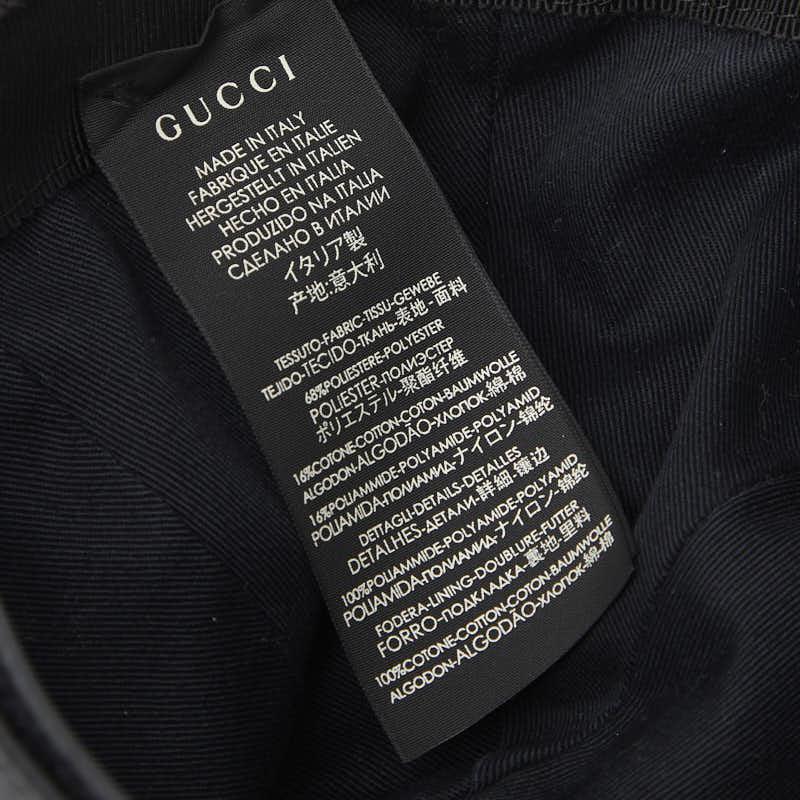 GUCCI
MADE IN ITALY
FABRIQUE EN ITALIE
HERGESTELLT IN ITALIEN
HECHO EN ITALIA
PRODUZIDO NA ITALIA
СДЕЛАНО В ИТАЛИИ
イタリア製
产地:意大利
TESSUTO-FABRIC-TISSU-GEWEBE
TEJIDO-TECIDO-ТКАНЬ-表地-面料
68%POLIESTERE-POLYESTER
POLIESTER-ПОЛИЭСТЕР
ポリエステル-聚酯纤维
16%COTONE-COTTON-COTON-BAUMWOLLE
ALGODON-ALGODÃO-ХЛОПОК-綿-棉
16%POLIAMMIDE-POLYAMIDE-POLYAMID
POLIAMIDA-ПОЛИАМИД-ナイロン-锦纶
DETTAGLI-DETAILS-DETALLES
DETALHES-ДЕТАЛИ-詳細-镶边
100%POLIAMMIDE-POLYAMIDE-POLYAMID
POLIAMIDA-ПОЛИАМИД-ナイロン-锦纶
FODERA-LINING-DOUBLURE-FUTTER
FORRO-ПОДКЛАДКА-裏地-里料
100%COTONE-COTTON-COTON-BAUMWOLLE
ALGODON-ALGODÃO-ХЛОПОК-綿-棉